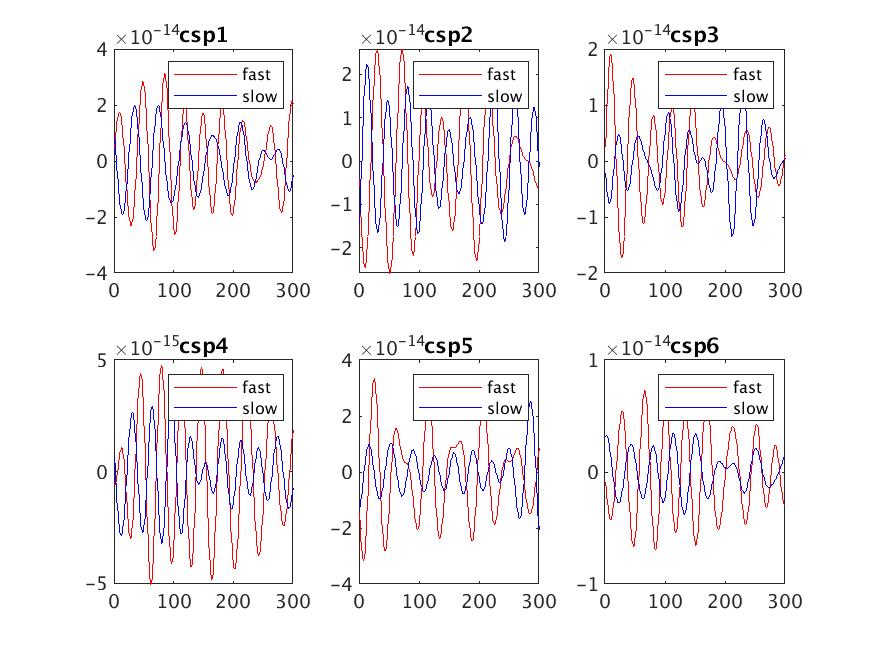 ×10⁻¹⁴ csp1
4
2
0
−2
−4
0 100 200 300
fast
slow
×10⁻¹⁴ csp2
2
1
0
−1
−2
0 100 200 300
fast
slow
×10⁻¹⁴ csp3
2
1
0
−1
−2
0 100 200 300
fast
slow
×10⁻¹⁵ csp4
5
0
−5
0 100 200 300
fast
slow
×10⁻¹⁴ csp5
4
2
0
−2
−4
0 100 200 300
fast
slow
×10⁻¹⁴ csp6
1
0
−1
0 100 200 300
fast
slow